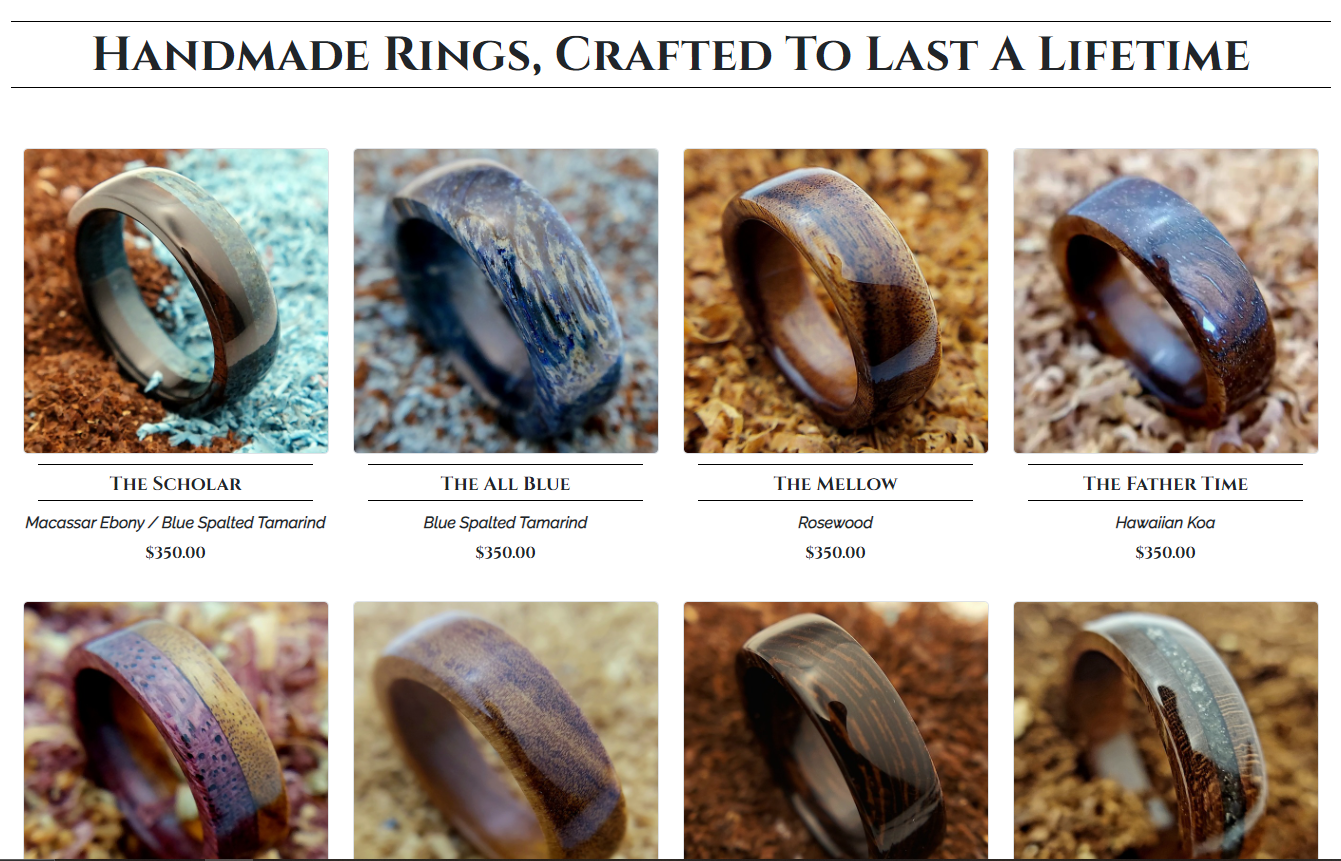 Handmade Rings, Crafted To Last A Lifetime
The Scholar
Macassar Ebony / Blue Spalted Tamarind
$350.00
The All Blue
Blue Spalted Tamarind
$350.00
The Mellow
Rosewood
$350.00
The Father Time
Hawaiian Koa
$350.00